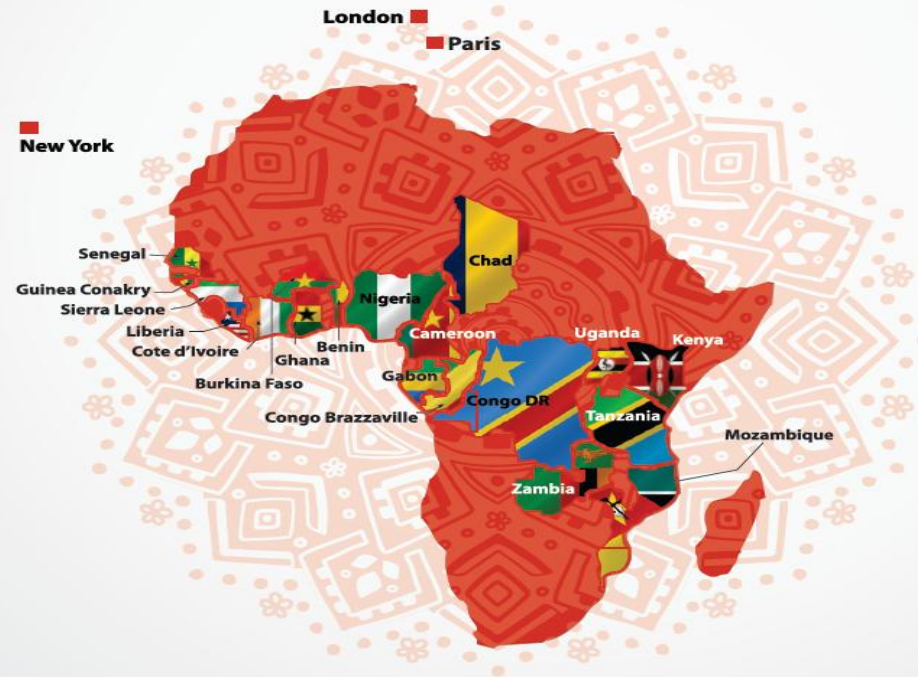 London
Paris
New York
Senegal
Guinea Conakry
Sierra Leone
Liberia
Cote d'Ivoire
Ghana
Benin
Burkina Faso
Nigeria
Chad
Cameroon
Gabon
Congo Brazzaville
Congo DR
Uganda
Kenya
Tanzania
Mozambique
Zambia